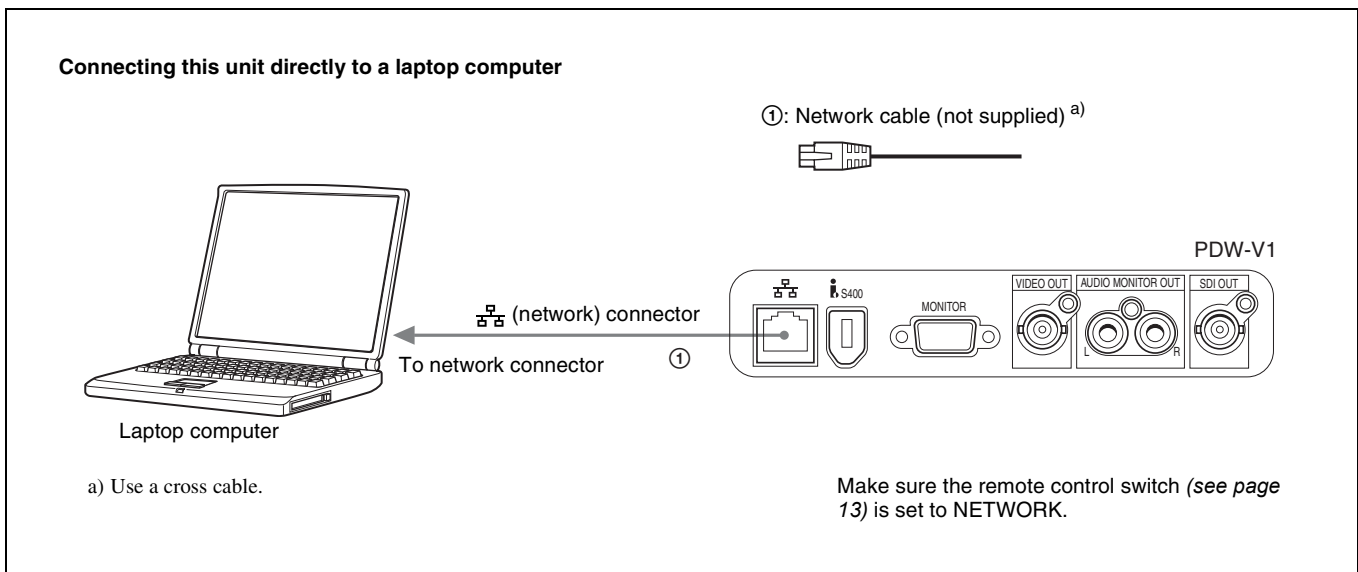 Connecting this unit directly to a laptop computer
①: Network cable (not supplied) a)
PDW-V1
S400
MONITOR
VIDEO OUT
AUDIO MONITOR OUT
SDI OUT
L
R
(network) connector
To network connector
①
Laptop computer
a) Use a cross cable.
Make sure the remote control switch (see page
13) is set to NETWORK.